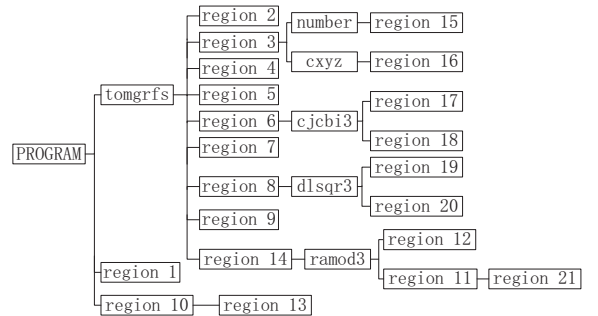 region 2
number
region 15
region 3
cxyz
region 16
region 4
tomgrfs
region 5
region 17
region 6
cjcbi3
region 18
region 7
PROGRAM
region 19
region 8
dlsqr3
region 20
region 9
region 12
region 14
ramod3
region 1
region 11
region 21
region 10
region 13